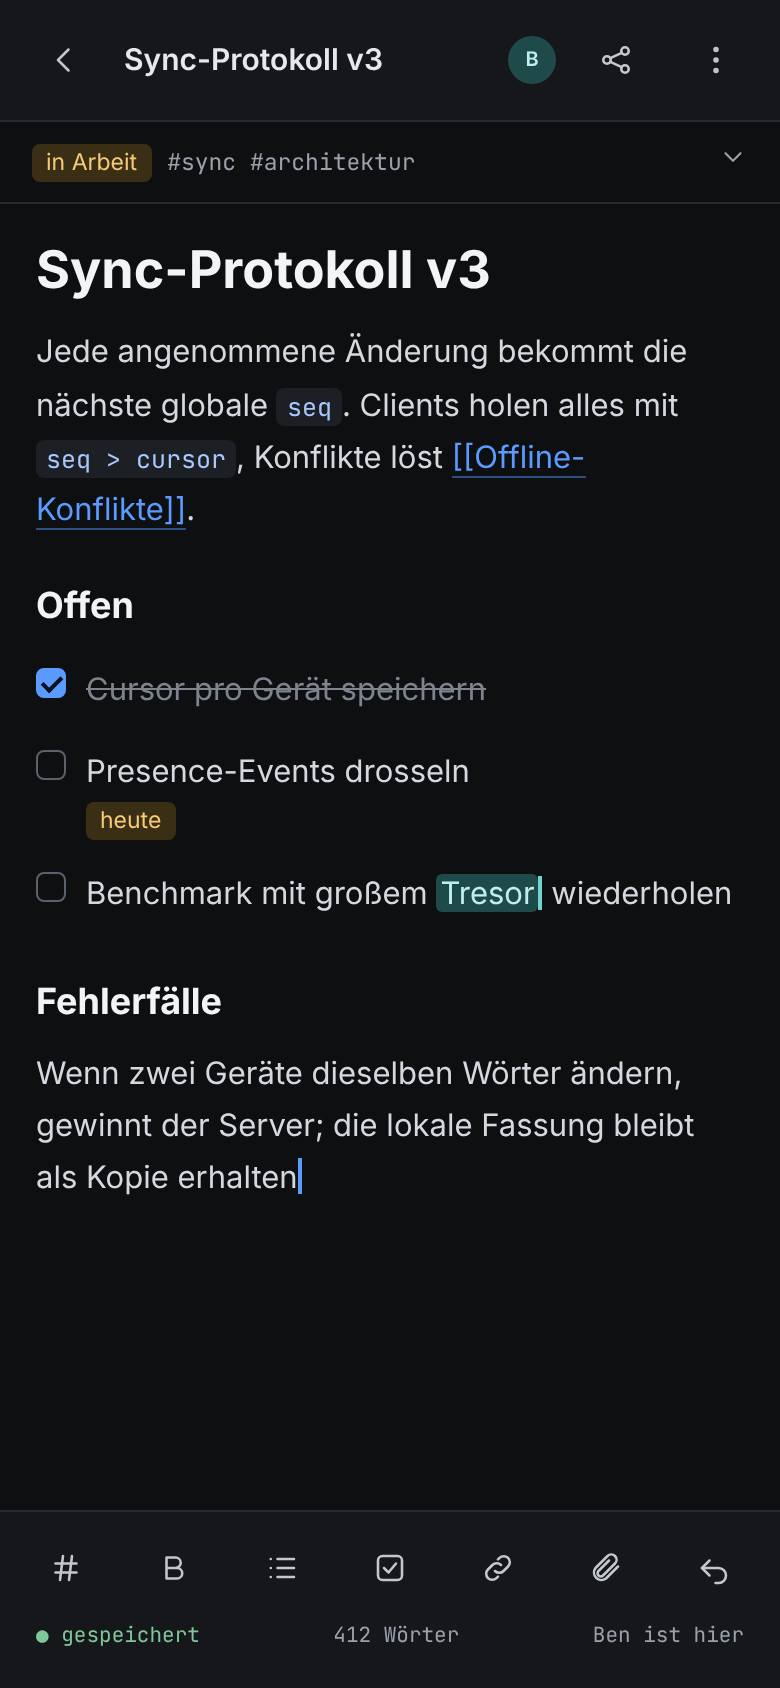 Sync-Protokoll v3
B
in Arbeit #sync #architektur
Sync-Protokoll v3
Jede angenommene Änderung bekommt die
nächste globale seq. Clients holen alles mit
seq > cursor, Konflikte löst [[Offline-
Konflikte]].
Offen
Cursor pro Gerät speichern
Presence-Events drosseln
heute
Benchmark mit großem Tresor wiederholen
Fehlerfälle
Wenn zwei Geräte dieselben Wörter ändern,
gewinnt der Server; die lokale Fassung bleibt
als Kopie erhalten
gespeichert 412 Wörter Ben ist hier